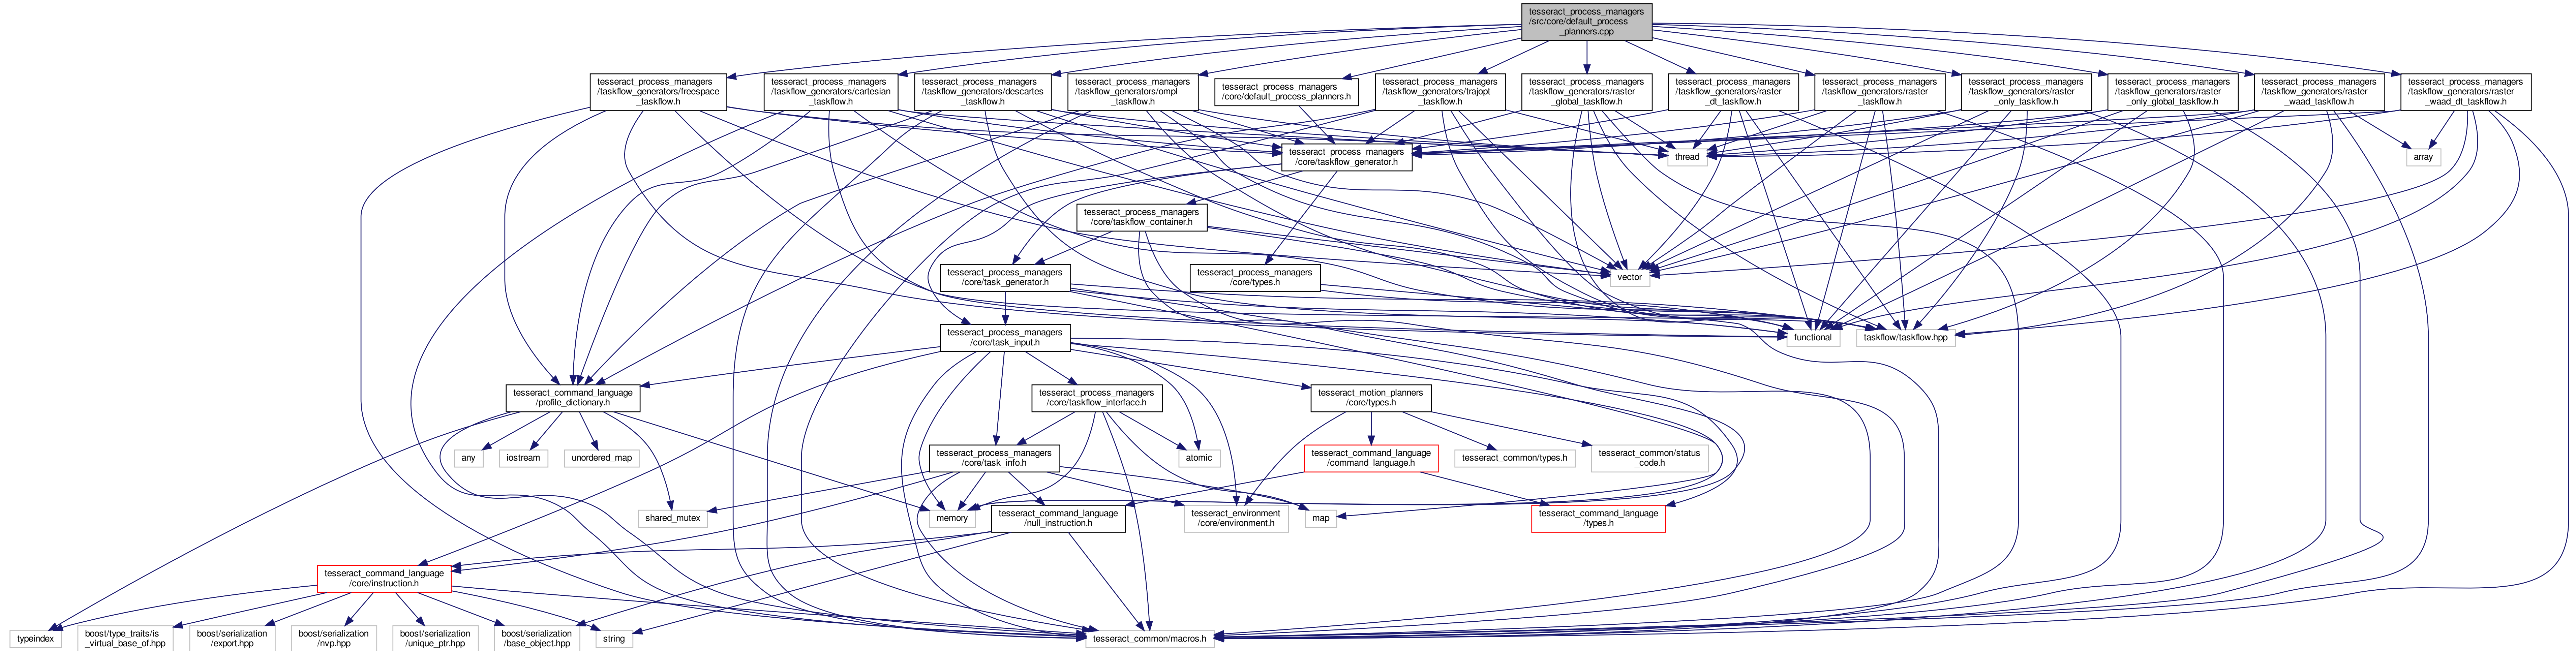 tesseract_process_managers
/src/core/default_process
_planners.cpp
tesseract_process_managers
/taskflow_generators/freespace
_taskflow.h
tesseract_process_managers
/taskflow_generators/cartesian
_taskflow.h
tesseract_process_managers
/taskflow_generators/descartes
_taskflow.h
tesseract_process_managers
/taskflow_generators/ompl
_taskflow.h
tesseract_process_managers
/core/default_process_planners.h
tesseract_process_managers
/taskflow_generators/trajopt
_taskflow.h
tesseract_process_managers
/taskflow_generators/raster
_global_taskflow.h
tesseract_process_managers
/taskflow_generators/raster
_dt_taskflow.h
tesseract_process_managers
/taskflow_generators/raster
_taskflow.h
tesseract_process_managers
/taskflow_generators/raster
_only_taskflow.h
tesseract_process_managers
/taskflow_generators/raster
_only_global_taskflow.h
tesseract_process_managers
/taskflow_generators/raster
_waad_taskflow.h
tesseract_process_managers
/taskflow_generators/raster
_waad_dt_taskflow.h
tesseract_process_managers
/core/taskflow_generator.h
thread
array
tesseract_process_managers
/core/taskflow_container.h
tesseract_process_managers
/core/task_generator.h
tesseract_process_managers
/core/types.h
vector
tesseract_process_managers
/core/task_input.h
functional
taskflow/taskflow.hpp
tesseract_command_language
/profile_dictionary.h
tesseract_process_managers
/core/taskflow_interface.h
tesseract_motion_planners
/core/types.h
any
iostream
unordered_map
tesseract_process_managers
/core/task_info.h
atomic
tesseract_command_language
/command_language.h
tesseract_common/types.h
tesseract_common/status
_code.h
shared_mutex
memory
tesseract_command_language
/null_instruction.h
tesseract_environment
/core/environment.h
map
tesseract_command_language
/types.h
tesseract_command_language
/core/instruction.h
typeindex
boost/type_traits/is
_virtual_base_of.hpp
boost/serialization
/export.hpp
boost/serialization
/nvp.hpp
boost/serialization
/unique_ptr.hpp
boost/serialization
/base_object.hpp
string
tesseract_common/macros.h